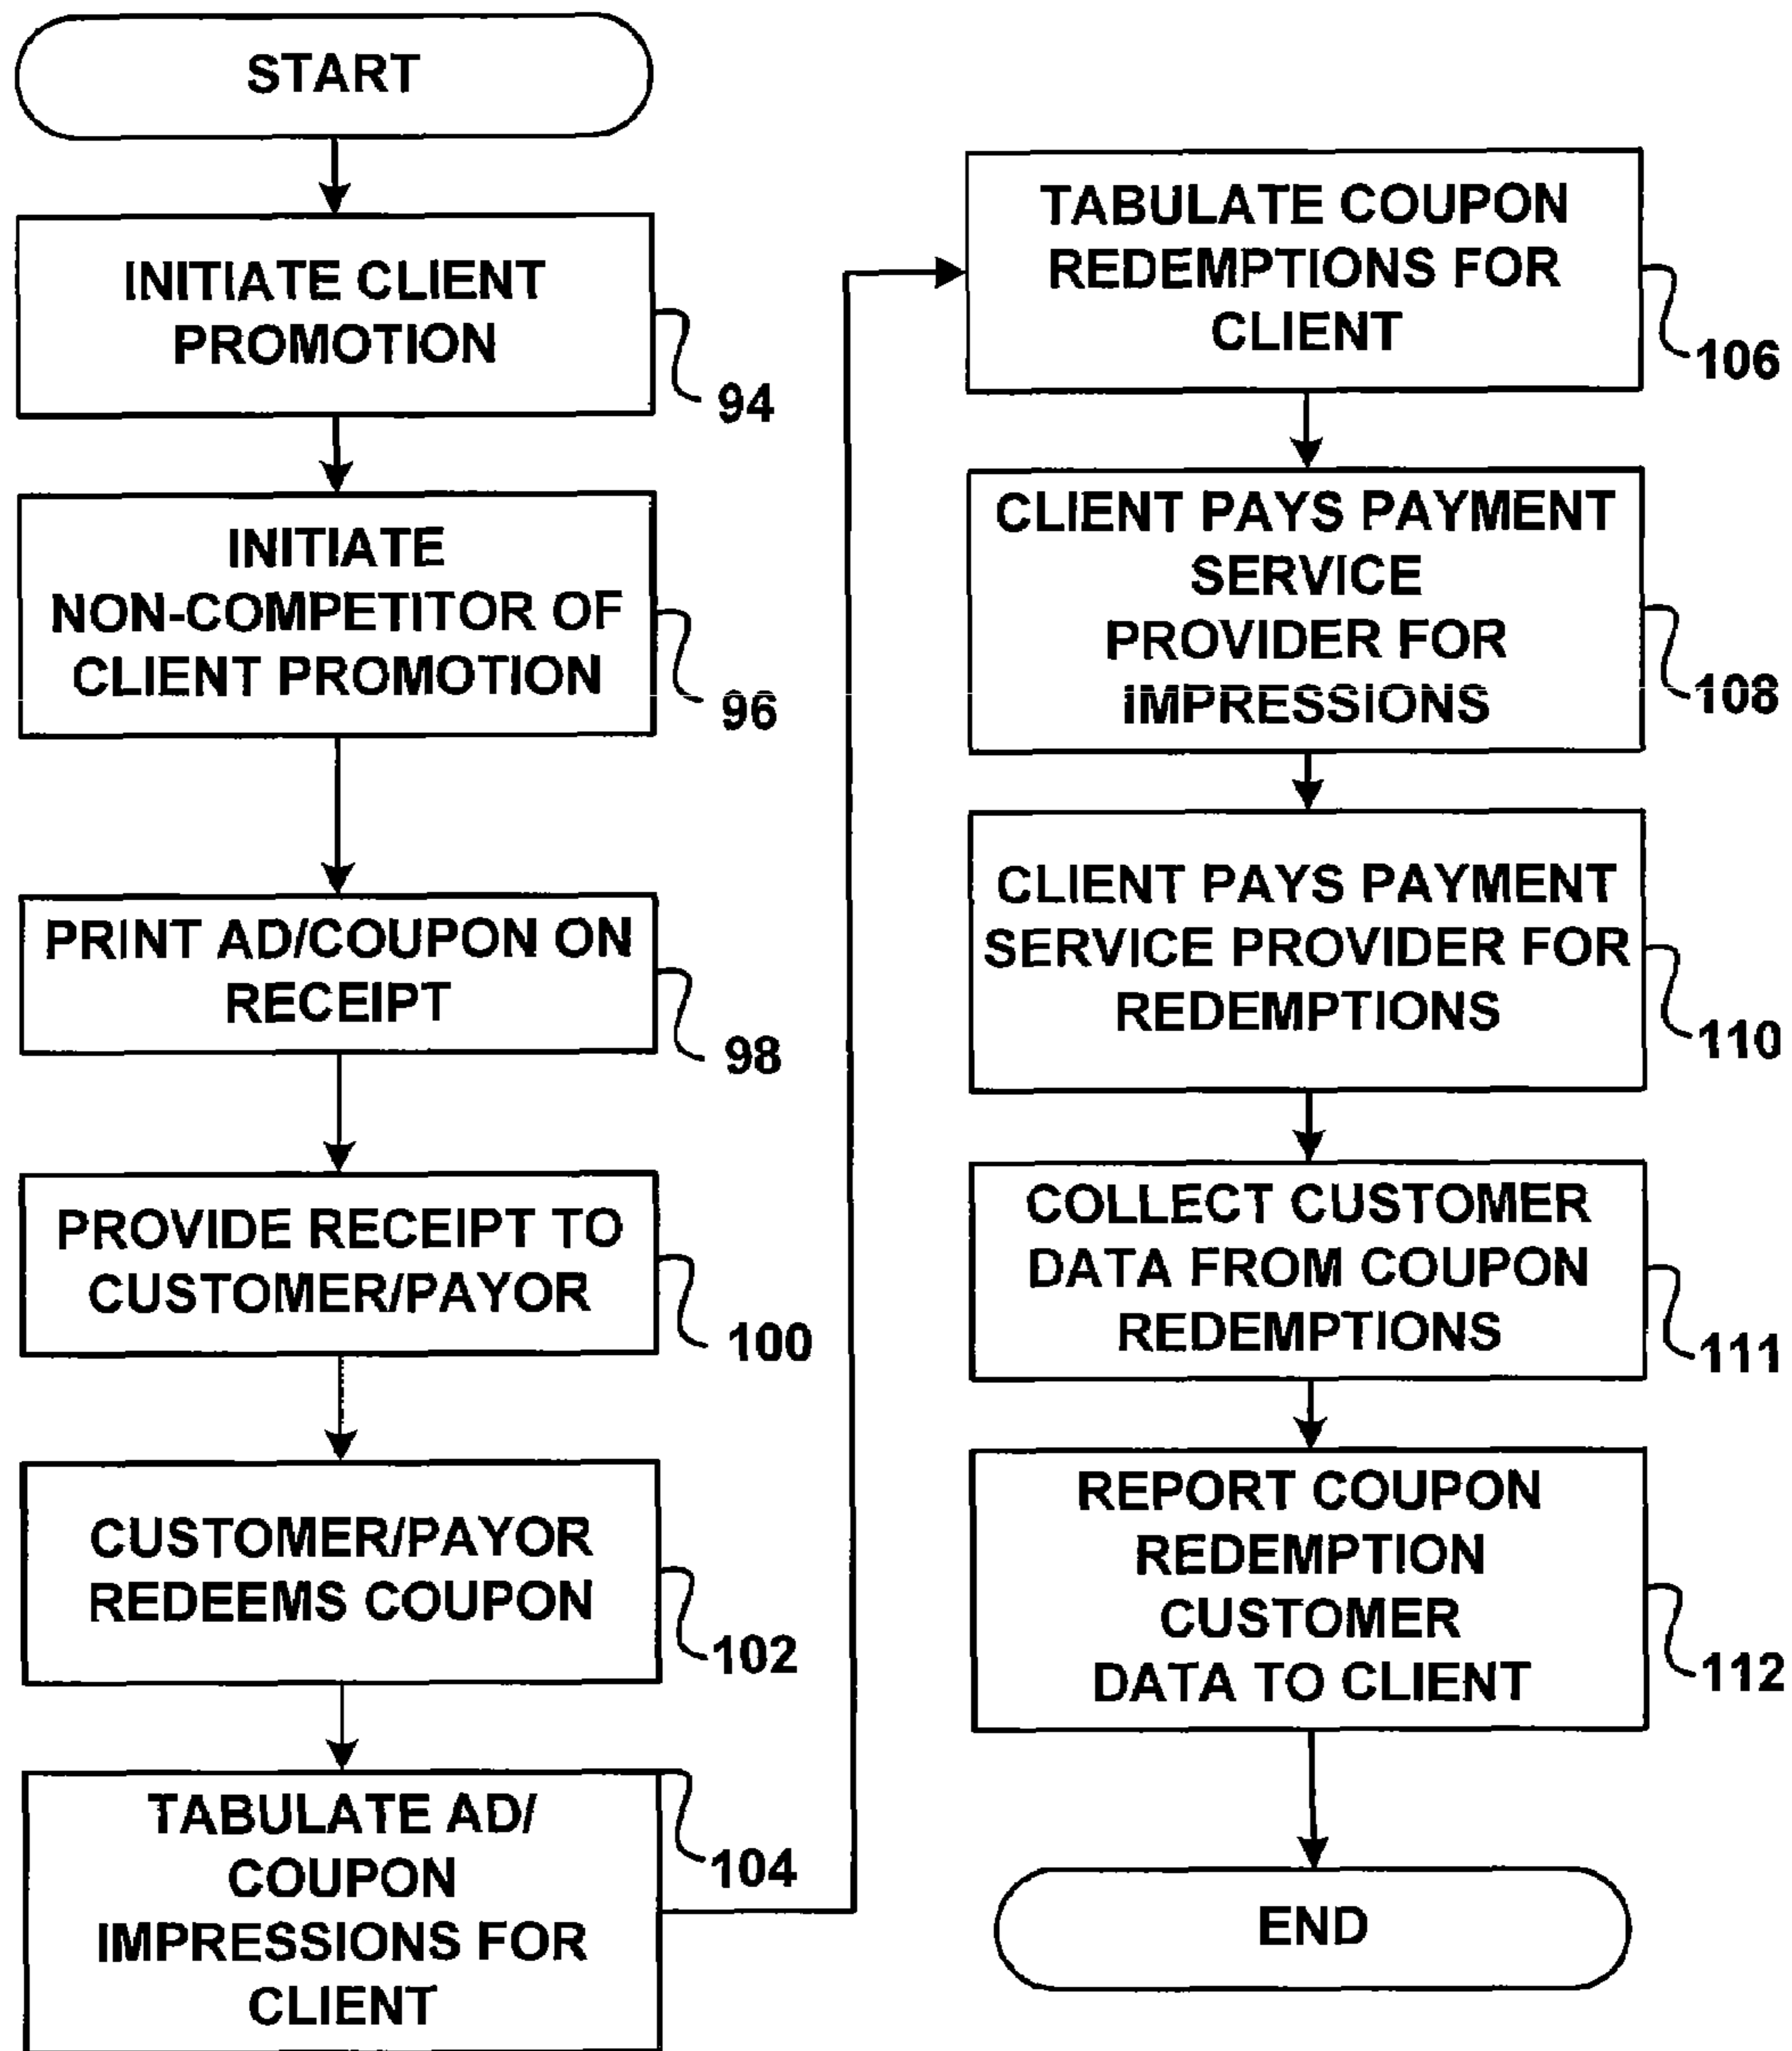 START
INITIATE CLIENT
PROMOTION
94
INITIATE
NON-COMPETITOR OF
CLIENT PROMOTION
96
PRINT AD/COUPON ON
RECEIPT
98
PROVIDE RECEIPT TO
CUSTOMER/PAYOR
100
CUSTOMER/PAYOR
REDEEMS COUPON
102
TABULATE AD/
COUPON
IMPRESSIONS FOR
CLIENT
104
TABULATE COUPON
REDEMPTIONS FOR
CLIENT
106
CLIENT PAYS PAYMENT
SERVICE
PROVIDER FOR
IMPRESSIONS
108
CLIENT PAYS PAYMENT
SERVICE PROVIDER FOR
REDEMPTIONS
110
COLLECT CUSTOMER
DATA FROM COUPON
REDEMPTIONS
111
REPORT COUPON
REDEMPTION
CUSTOMER
DATA TO CLIENT
112
END